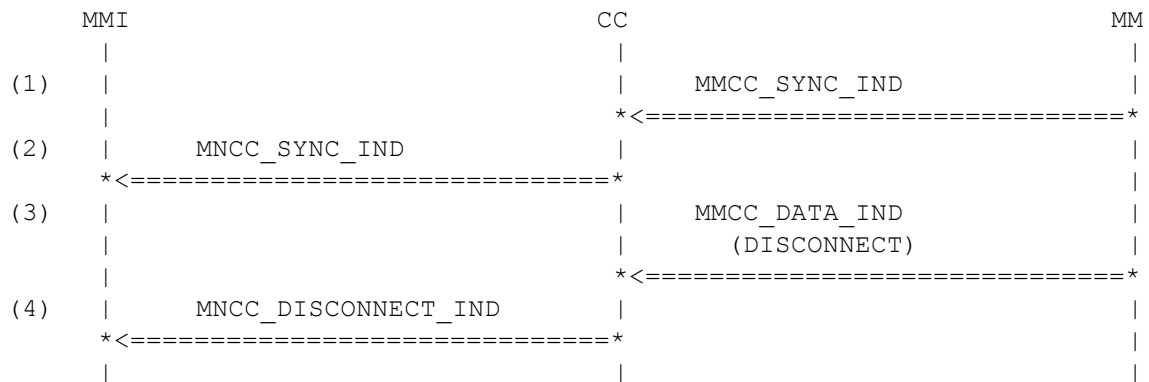 MMI CC MM
| | |
(1) | | MMCC_SYNC_IND |
| *<==============================*
(2) | MNCC_SYNC_IND | |
*<==============================* |
(3) | | MMCC_DATA_IND |
| | (DISCONNECT) |
| *<==============================*
(4) | MNCC_DISCONNECT_IND | |
*<==============================* |
| | |